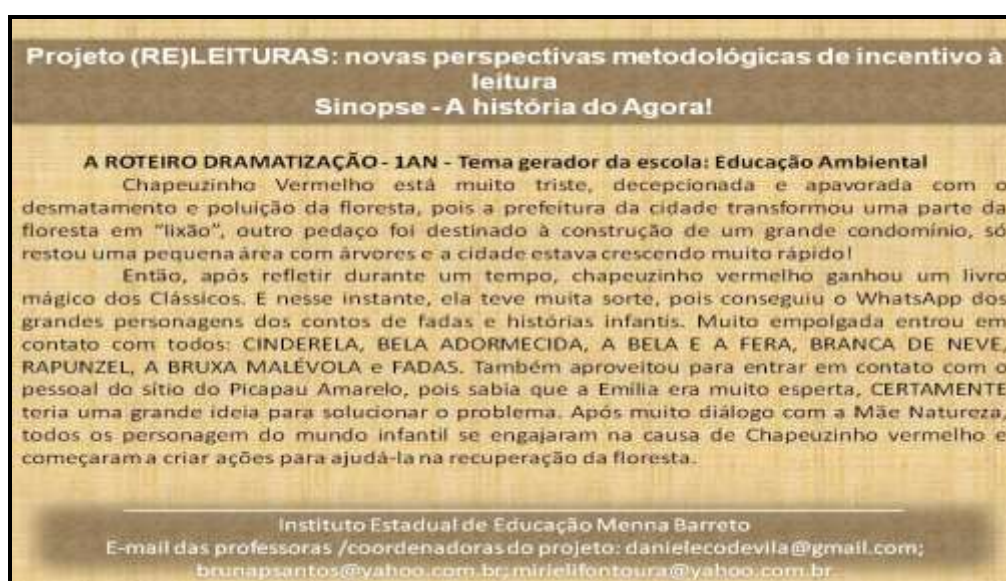 Projeto (RE)LEITURAS: novas perspectivas metodológicas de incentivo à
leitura
Sinopse - A história do Agora!
A ROTEIRO DRAMATIZAÇÃO - 1AN - Tema gerador da escola: Educação Ambiental
Chapeuzinho Vermelho está muito triste, decepcionada e apavorada com o
desmatamento e poluição da floresta, pois a prefeitura da cidade transformou uma parte da
floresta em “lixão”, outro pedaço foi destinado à construção de um grande condomínio, só
restou uma pequena área com árvores e a cidade estava crescendo muito rápido!
Então, após refletir durante um tempo, chapeuzinho vermelho ganhou um livro
mágico dos Clássicos. E nesse instante, ela teve muita sorte, pois conseguiu o WhatsApp dos
grandes personagens dos contos de fadas e histórias infantis. Muito empolgada entrou em
contato com todos: CINDERELA, BELA ADORMECIDA, A BELA E A FERA, BRANCA DE NEVE,
RAPUNZEL, A BRUXA MALÉVOLA e FADAS. Também aproveitou para entrar em contato com o
pessoal do sítio do Picapau Amarelo, pois sabia que a Emília era muito esperta, CERTAMENTE
teria uma grande ideia para solucionar o problema. Após muito diálogo com a Mãe Natureza,
todos os personagem do mundo infantil se engajaram na causa de Chapeuzinho vermelho e
começaram a criar ações para ajudá-la na recuperação da floresta.
Instituto Estadual de Educação Menna Barreto
E-mail das professoras /coordenadoras do projeto: danielecodevila@gmail.com;
brunapsantos@yahoo.com.br; mirielifontoura@yahoo.com.br.